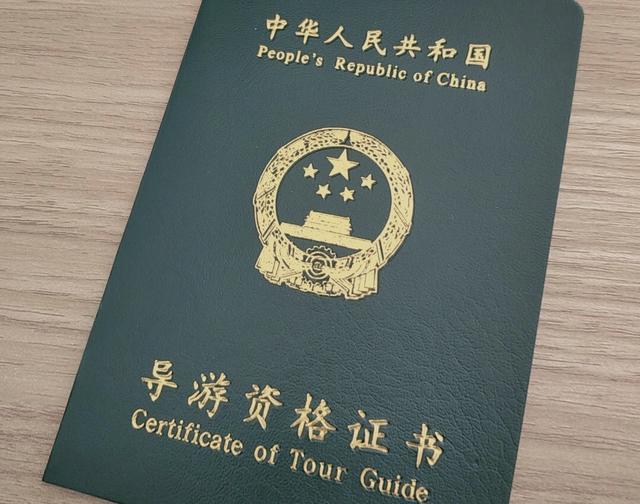 中华人民共和国
People's Republic of China
导游资格证书
Certificate of Tour Guide